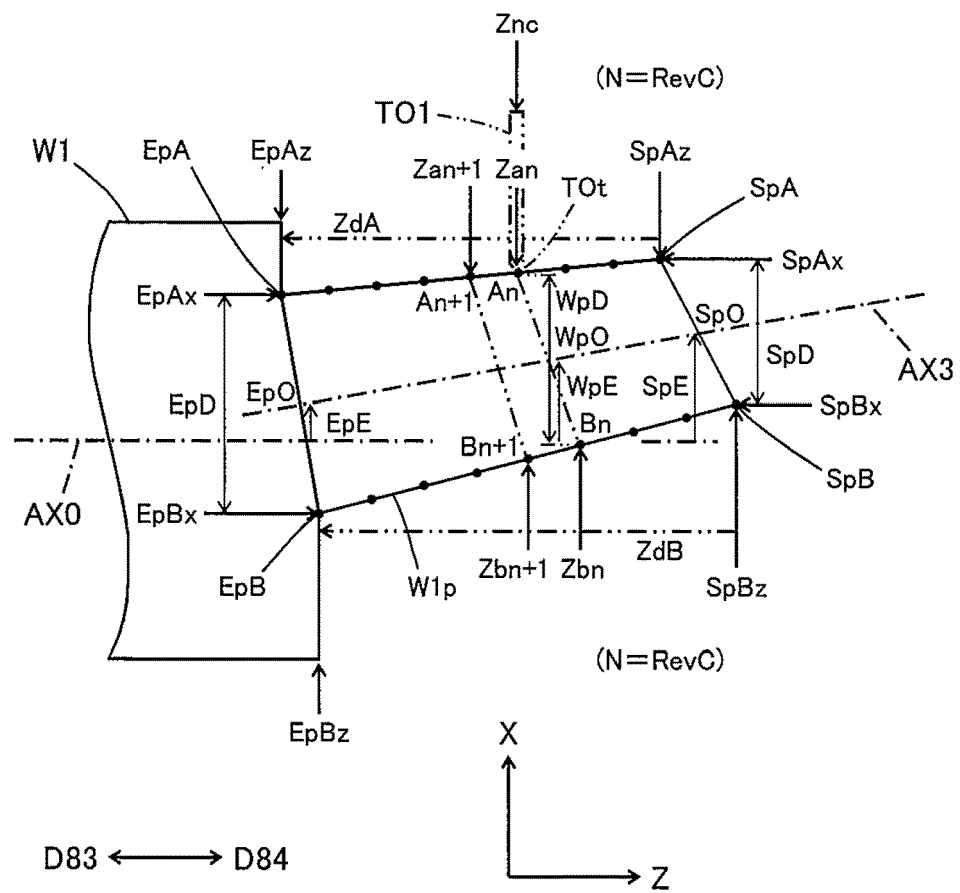 Znc
(N=RevC)
TO1
W1
EpA
EpAz
Zan+1
Zan
TOt
SpAz
SpA
ZdA
EpAx
An+1
An
WpD
SpAx
SpO
WpO
EpD
EpO
EpE
WpE
SpE
SpD
AX3
Bn+1
Bn
SpBx
AX0
EpBx
SpB
EpB
W1p
Zbn+1
Zbn
ZdB
SpBz
(N=RevC)
EpBz
X
D83
D84
Z